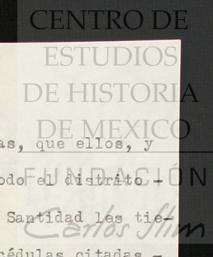 CENTRO DE
ESTUDIOS
DE HISTORIA
DE MEXICO
as, que ellos, y
odo el distrito -
FUNDACIÓN
Santidad les tie-
Carlos Slim
cédulas citadas -